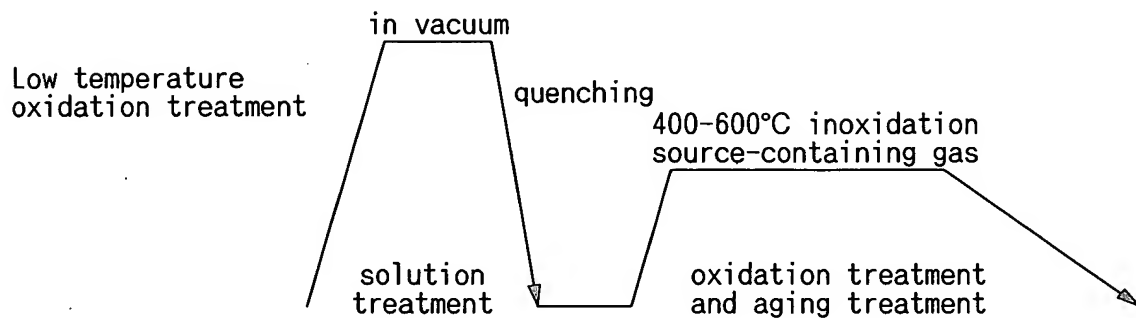 in vacuum
Low temperature
oxidation treatment
quenching
400-600°C inoxidation
source-containing gas
solution
treatment
oxidation treatment
and aging treatment